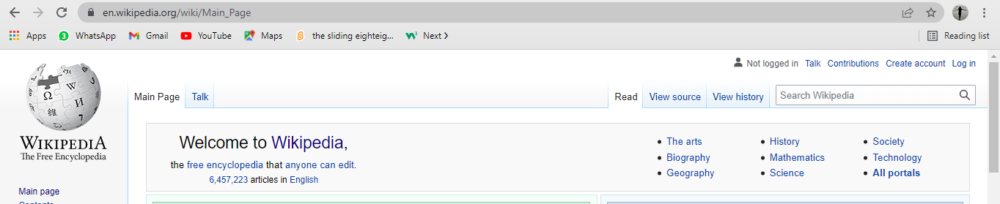 en.wikipedia.org/wiki/Main_Page
Apps WhatsApp Gmail YouTube Maps the sliding eighteig... Next Reading list
Not logged in Talk Contributions Create account Log in
Main Page Talk Read View source View history Search Wikipedia
Ω W И 維
WIKIPEDIA
The Free Encyclopedia
Welcome to Wikipedia,
the free encyclopedia that anyone can edit.
6,457,223 articles in English
The arts History Society
Biography Mathematics Technology
Geography Science All portals
Main page